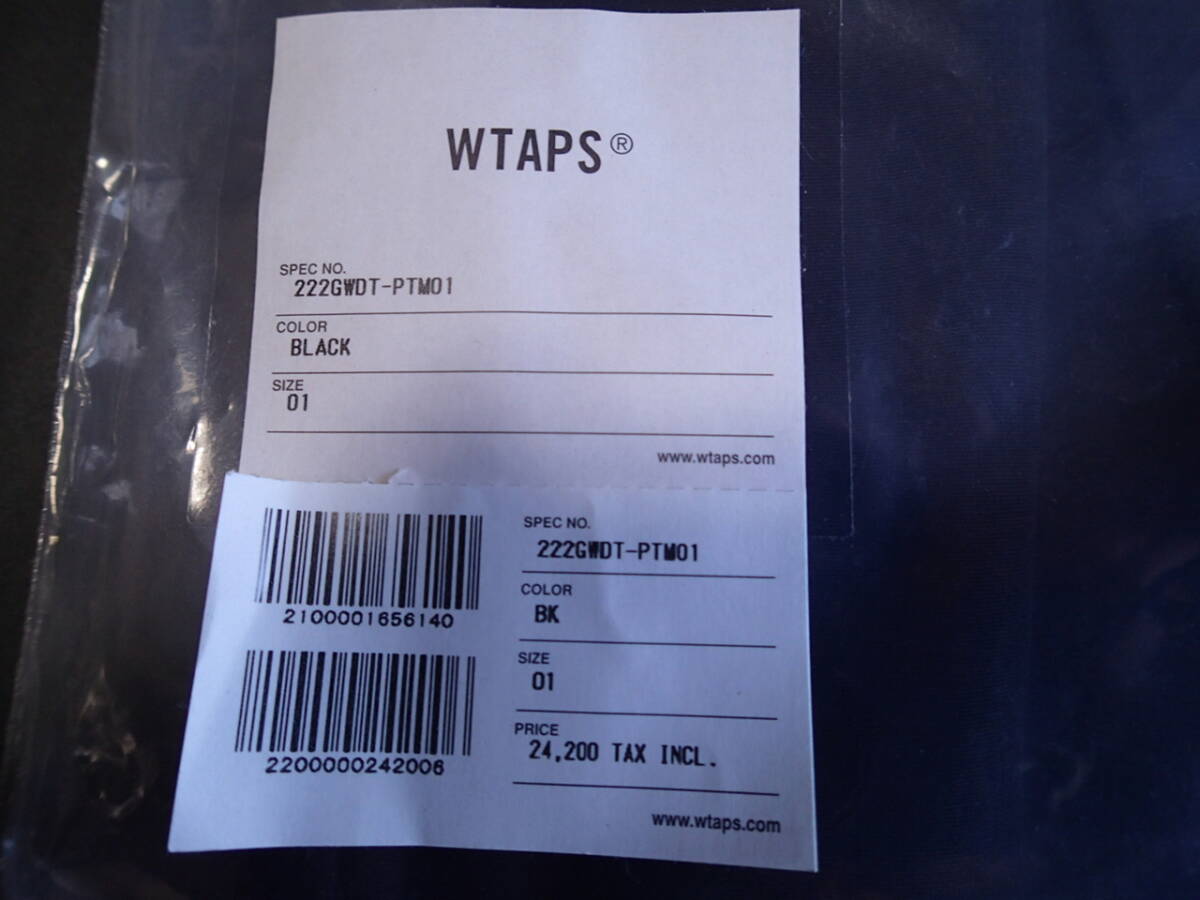 WTAPS®
SPEC NO.
222GWDT-PTM01
COLOR
BLACK
SIZE
01
www.wtaps.com
2100001656140
2200000242006
SPEC NO.
222GWDT-PTM01
COLOR
BK
SIZE
01
PRICE
24,200 TAX INCL.
www.wtaps.com